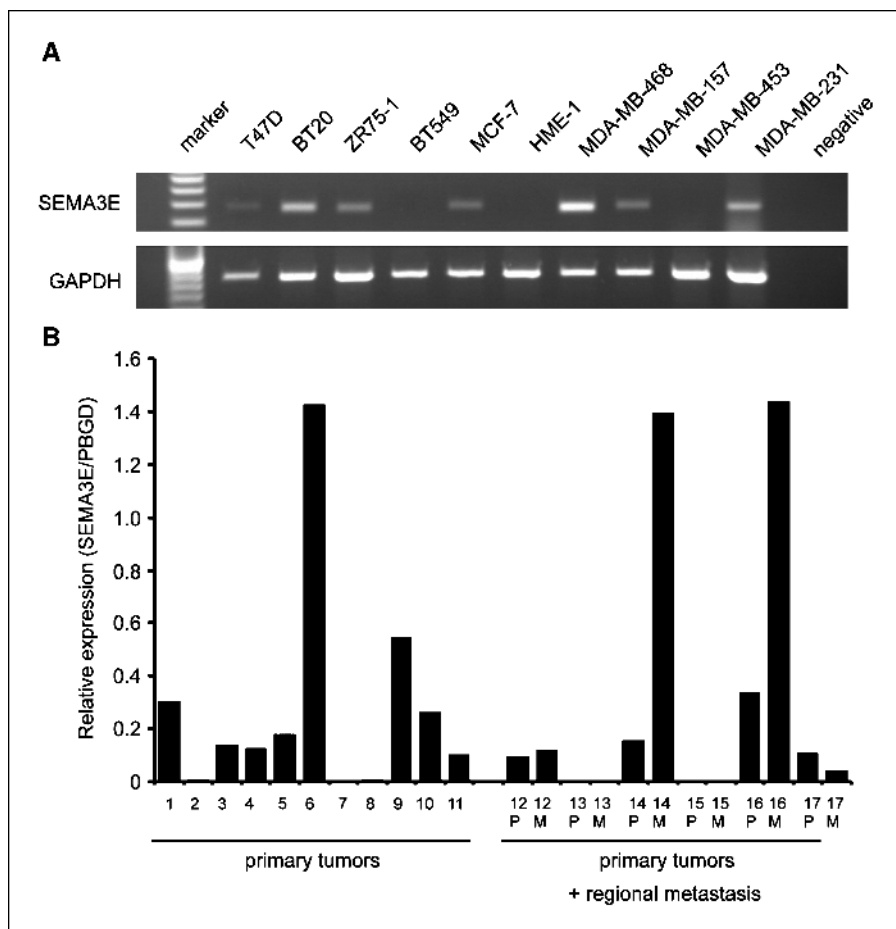 A
marker T47D BT20 ZR75-1 BT549 MCF-7 HME-1 MDA-MB-468 MDA-MB-157 MDA-MB-453 MDA-MB-231 negative
SEMA3E
GAPDH
B
Relative expression (SEMA3E/PBGD)
1.6
1.4
1.2
1.0
0.8
0.6
0.4
0.2
0
1 2 3 4 5 6 7 8 9 10 11 12 12 13 13 14 14 15 15 16 16 17 17
P M P M P M P M P M P M
primary tumors primary tumors
+ regional metastasis